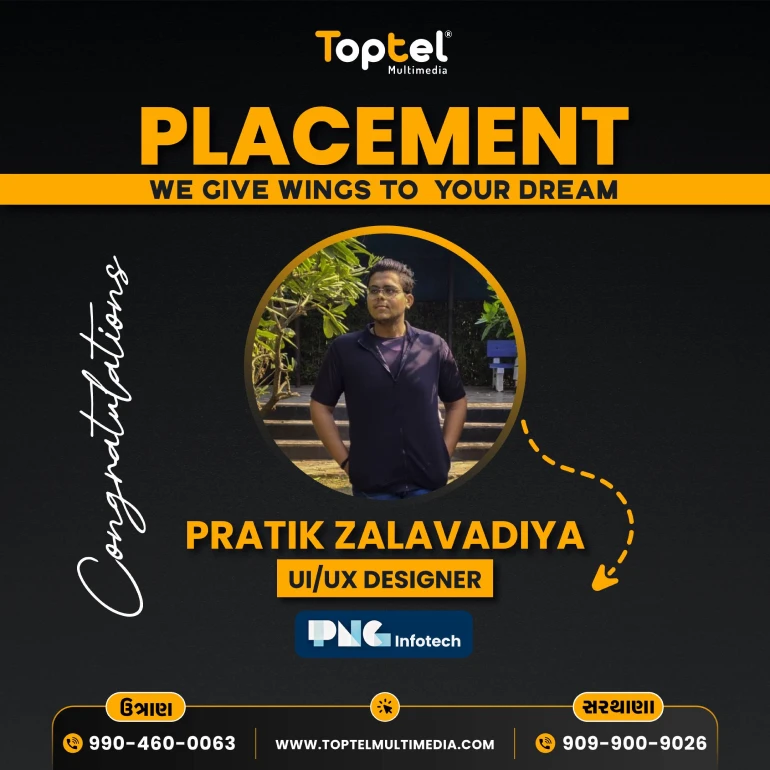 Toptel®
Multimedia
PLACEMENT
WE GIVE WINGS TO YOUR DREAM
Congratulations
PRATIK ZALAVADIYA
UI/UX DESIGNER
PNG Infotech
ઉત્રાણ
સરથાણા
990-460-0063
WWW.TOPTELMULTIMEDIA.COM
909-900-9026